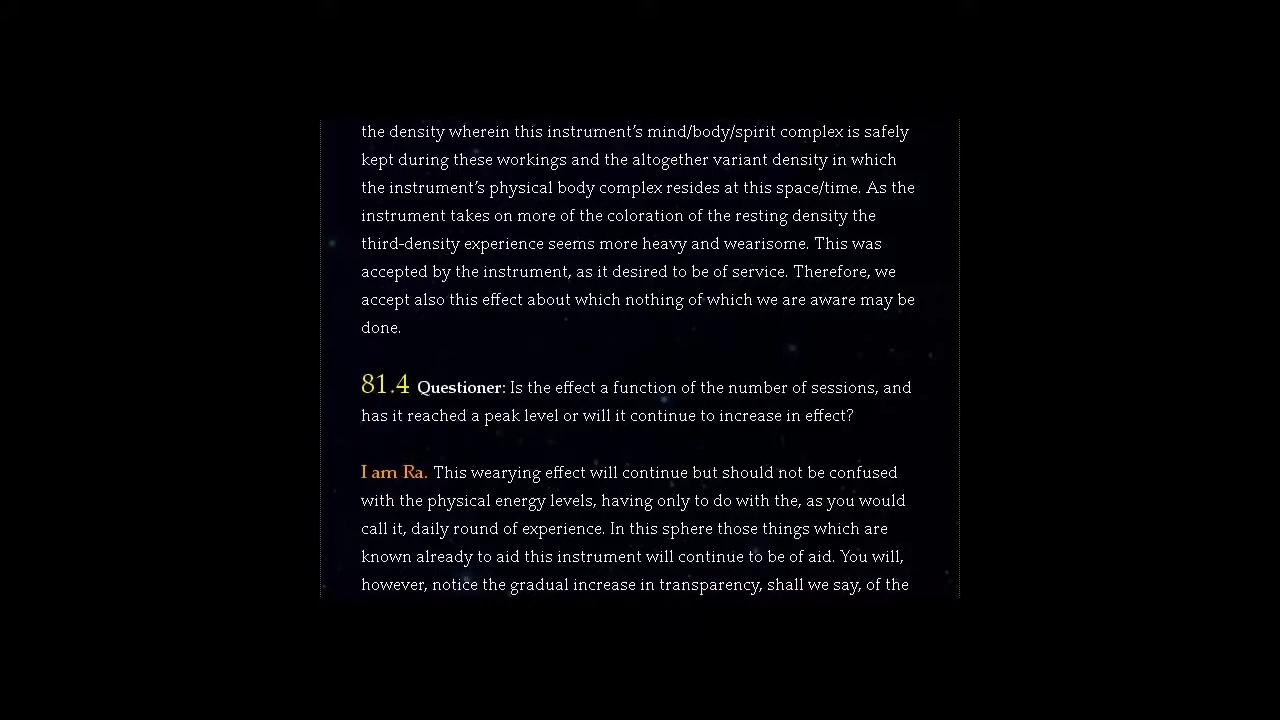 the density wherein this instrument’s mind/body/spirit complex is safely
kept during these workings and the altogether variant density in which
the instrument’s physical body complex resides at this space/time. As the
instrument takes on more of the coloration of the resting density the
third-density experience seems more heavy and wearisome. This was
accepted by the instrument, as it desired to be of service. Therefore, we
accept also this effect about which nothing of which we are aware may be
done.
81.4 Questioner: Is the effect a function of the number of sessions, and
has it reached a peak level or will it continue to increase in effect?
I am Ra. This wearying effect will continue but should not be confused
with the physical energy levels, having only to do with the, as you would
call it, daily round of experience. In this sphere those things which are
known already to aid this instrument will continue to be of aid. You will,
however, notice the gradual increase in transparency, shall we say, of the